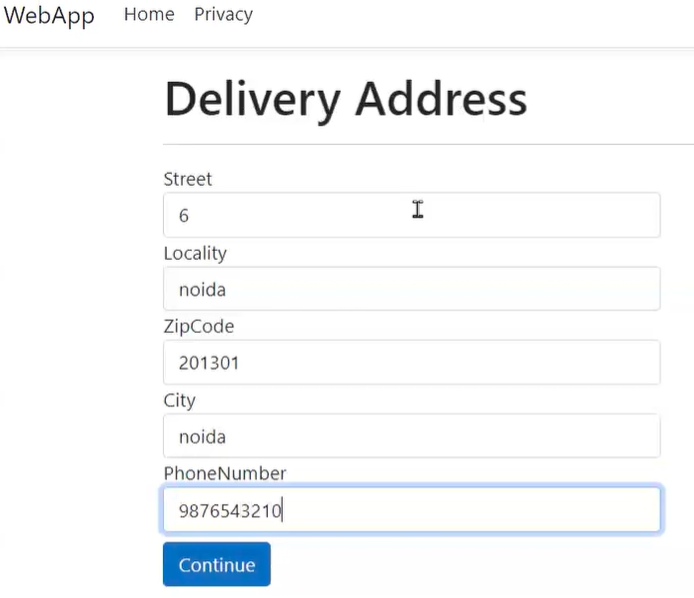 WebApp Home Privacy
Delivery Address
Street
6
Locality
noida
ZipCode
201301
City
noida
PhoneNumber
9876543210
Continue